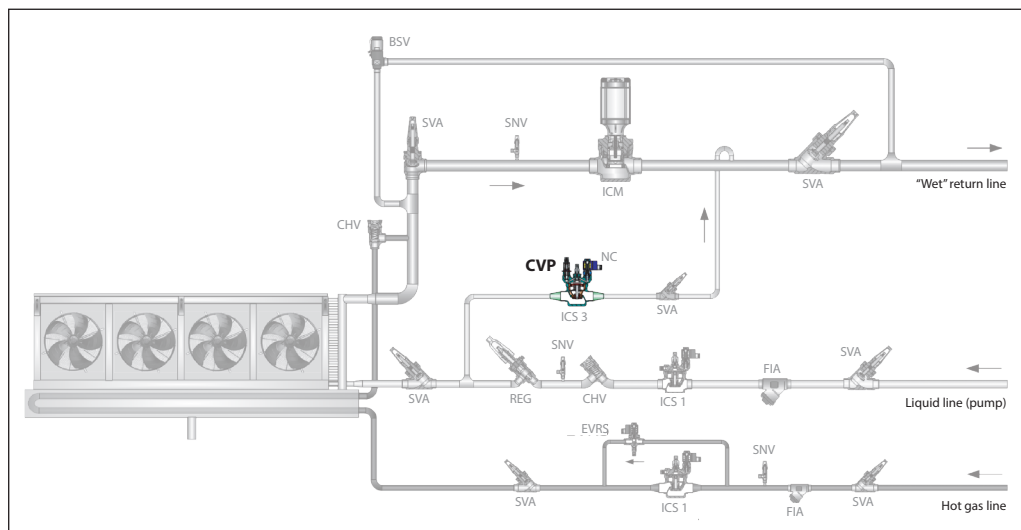 BSV
SVA
SNV
ICM
SVA
"Wet" return line
CHV
CVP
NC
ICS 3
SVA
SVA
REG
SNV
CHV
ICS 1
FIA
SVA
Liquid line (pump)
EVRS
SNV
SVA
ICS 1
FIA
SVA
Hot gas line